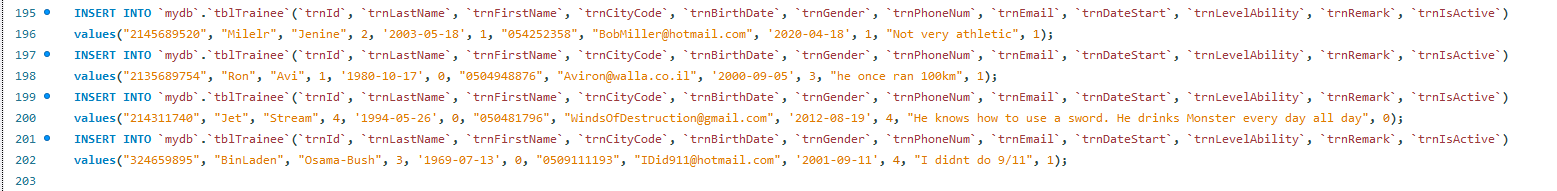 195 INSERT INTO `mydb`.`tblTrainee`(`trnId`, `trnLastName`, `trnFirstName`, `trnCityCode`, `trnBirthDate`, `trnGender`, `trnPhoneNum`, `trnEmail`, `trnDateStart`, `trnLevelAbility`, `trnRemark`, `trnIsActive`)
196 values("2145689520", "Milelr", "Jenine", 2, '2003-05-18', 1, "054252358", "BobMiller@hotmail.com", '2020-04-18', 1, "Not very athletic", 1);
197 INSERT INTO `mydb`.`tblTrainee`(`trnId`, `trnLastName`, `trnFirstName`, `trnCityCode`, `trnBirthDate`, `trnGender`, `trnPhoneNum`, `trnEmail`, `trnDateStart`, `trnLevelAbility`, `trnRemark`, `trnIsActive`)
198 values("2135689754", "Ron", "Avi", 1, '1980-10-17', 0, "0504948876", "Aviron@walla.co.il", '2000-09-05', 3, "he once ran 100km", 1);
199 INSERT INTO `mydb`.`tblTrainee`(`trnId`, `trnLastName`, `trnFirstName`, `trnCityCode`, `trnBirthDate`, `trnGender`, `trnPhoneNum`, `trnEmail`, `trnDateStart`, `trnLevelAbility`, `trnRemark`, `trnIsActive`)
200 values("214311740", "Jet", "Stream", 4, '1994-05-26', 0, "050481796", "WindsOfDestruction@gmail.com", '2012-08-19', 4, "He knows how to use a sword. He drinks Monster every day all day", 0);
201 INSERT INTO `mydb`.`tblTrainee`(`trnId`, `trnLastName`, `trnFirstName`, `trnCityCode`, `trnBirthDate`, `trnGender`, `trnPhoneNum`, `trnEmail`, `trnDateStart`, `trnLevelAbility`, `trnRemark`, `trnIsActive`)
202 values("324659895", "BinLaden", "Osama-Bush", 3, '1969-07-13', 0, "0509111193", "IDid911@hotmail.com", '2001-09-11', 4, "I didnt do 9/11", 1);
203